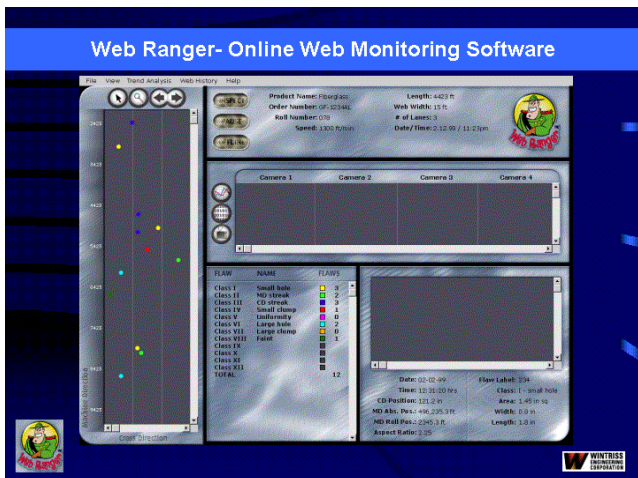 Web Ranger- Online Web Monitoring Software
File View Trend Analysis Web History Help
Product Name: Fiberglass
Order Number: GF-1234AL
Roll Number: 078
Speed: 1300 ft/min
Length: 4423 ft
Web Width: 15 ft
# of Lanes: 3
Date/Time: 2.12.99 / 11:23pm
Web Ranger
Camera 1 Camera 2 Camera 3 Camera 4
FLAW NAME FLAWS
Class I Small hole 3
Class II MD streak 2
Class III CD streak 3
Class IV Small clump 1
Class V Uniformity 0
Class VI Large hole 2
Class VII Large clump 0
Class VIII Faint 1
Class IX
Class X
Class XI
Class XII
TOTAL 12
Date: 02-02-99
Time: 12:31:20 hrs
CD-Position: 121.2 in
MD Abs. Pos.: 496,235.3 ft
MD Roll Pos.: 2345.3 ft
Aspect Ratio: 2.25
Flaw Label: 234
Class: I - small hole
Area: 1.45 in sq
Width: 0.9 in
Length: 1.8 in
Machine Direction
Cross Direction
Web Ranger
WINTRISS
ENGINEERING
CORPORATION